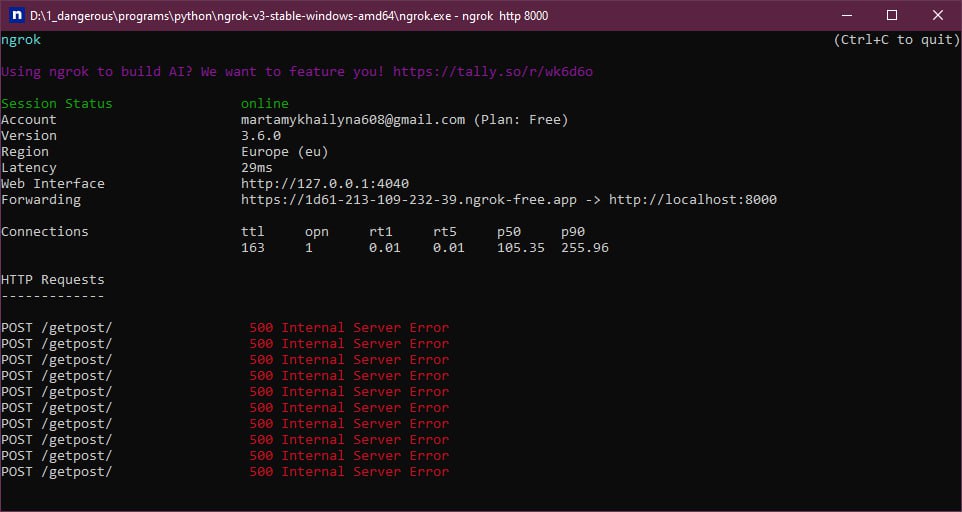 D:\1_dangerous\programs\python\ngrok-v3-stable-windows-amd64\ngrok.exe - ngrok http 8000
ngrok (Ctrl+C to quit)
Using ngrok to build AI? We want to feature you! https://tally.so/r/wk6d6o
Session Status online
Account martamykhailyna608@gmail.com (Plan: Free)
Version 3.6.0
Region Europe (eu)
Latency 29ms
Web Interface http://127.0.0.1:4040
Forwarding https://1d61-213-109-232-39.ngrok-free.app -> http://localhost:8000
Connections ttl opn rt1 rt5 p50 p90
163 1 0.01 0.01 105.35 255.96
HTTP Requests
-------------
POST /getpost/ 500 Internal Server Error
POST /getpost/ 500 Internal Server Error
POST /getpost/ 500 Internal Server Error
POST /getpost/ 500 Internal Server Error
POST /getpost/ 500 Internal Server Error
POST /getpost/ 500 Internal Server Error
POST /getpost/ 500 Internal Server Error
POST /getpost/ 500 Internal Server Error
POST /getpost/ 500 Internal Server Error
POST /getpost/ 500 Internal Server Error